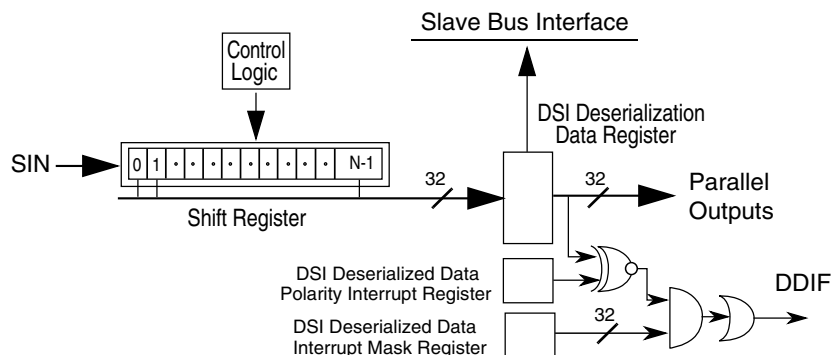 Slave Bus Interface
Control
Logic
DSI Deserialization
Data Register
SIN
0 1 · · · · · · · · · N-1
32
32
Parallel
Outputs
Shift Register
DSI Deserialized Data
Polarity Interrupt Register
DDIF
DSI Deserialized Data
Interrupt Mask Register
32